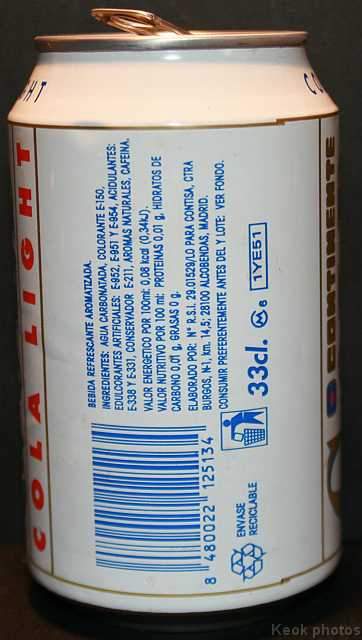 GHT
CO
COLA LIGHT
BEBIDA REFRESCANTE AROMATIZADA.
INGREDIENTES: AGUA CARBONATADA, COLORANTE E-150,
EDULCORANTES ARTIFICIALES: E-952, E-951 Y E-954, ACIDULANTES:
E-338 Y E-331, CONSERVADOR E-211, AROMAS NATURALES, CAFEINA.
VALOR ENERGETICO POR 100ml: 0,08 kcal (0,34kJ).
VALOR NUTRITIVO POR 100 ml: PROTEINAS 0,01 g, HIDRATOS DE
CARBONO 0,01 g, GRASAS 0 g.
ELABORADO POR: Nº P.S.I. 29.01529/LO PARA CONTISA, CTRA
BURGOS, N-1, km. 14,5; 28100 ALCOBENDAS, MADRID.
CONSUMIR PREFERENTEMENTE ANTES DEL Y LOTE: VER FONDO.
33cl. 8 1YE51
8 480022 125134
ENVASE
RECICLABLE
CONTINENTE
Keok photos